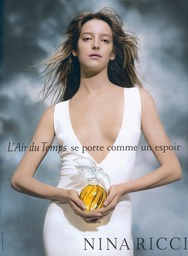 L'Air du Temps se porte comme un espoir
NINA RICCI